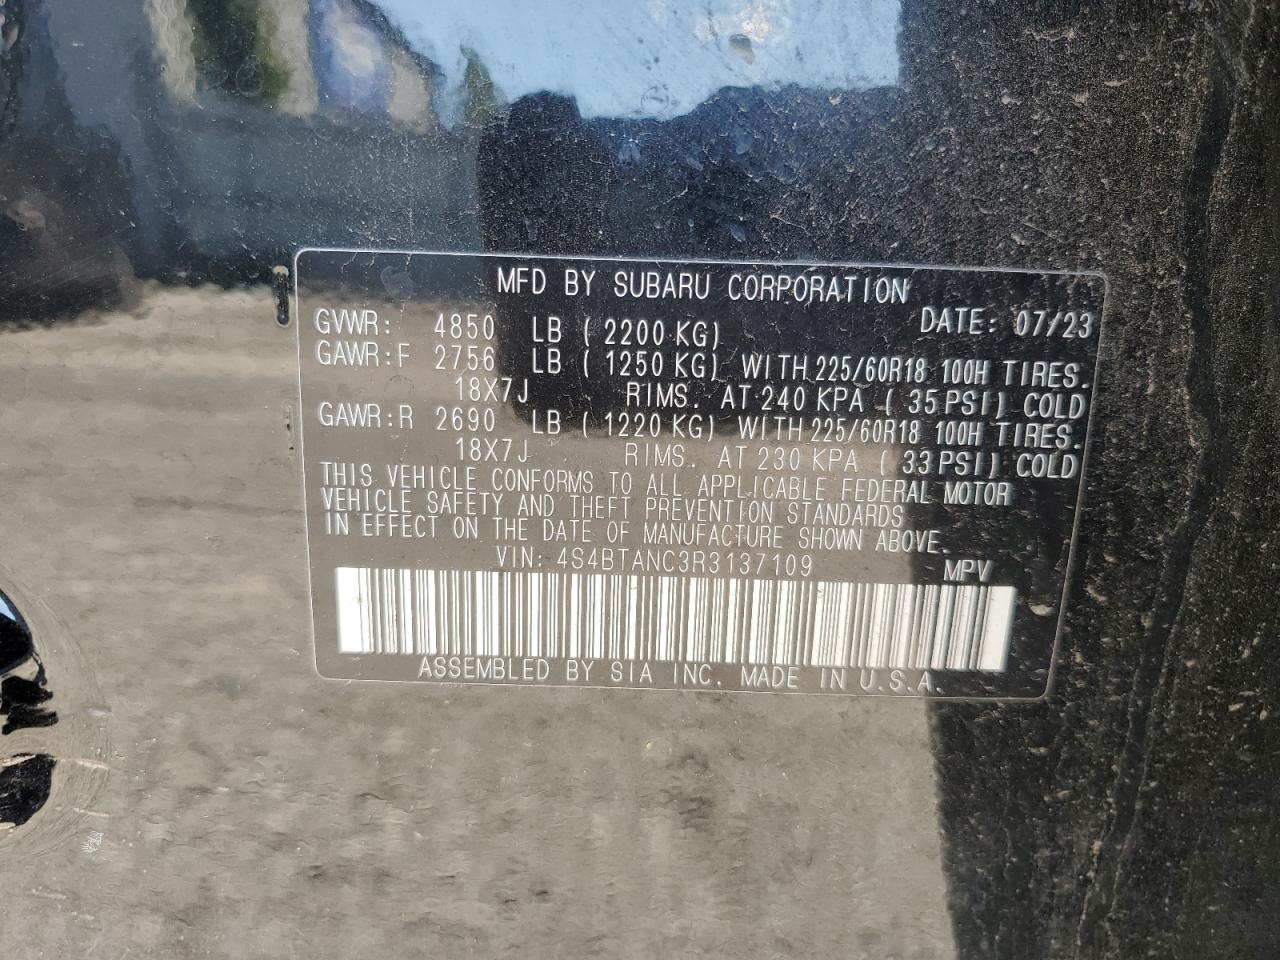 MFD BY SUBARU CORPORATION
GVWR: 4850 LB ( 2200 KG) DATE: 07/23
GAWR:F 2756 LB ( 1250 KG) WITH 225/60R18 100H TIRES.
18X7J RIMS. AT 240 KPA ( 35 PSI) COLD
GAWR:R 2690 LB ( 1220 KG) WITH 225/60R18 100H TIRES.
18X7J RIMS. AT 230 KPA ( 33 PSI) COLD
THIS VEHICLE CONFORMS TO ALL APPLICABLE FEDERAL MOTOR
VEHICLE SAFETY AND THEFT PREVENTION STANDARDS
IN EFFECT ON THE DATE OF MANUFACTURE SHOWN ABOVE.
VIN: 4S4BTANC3R3137109 MPV
ASSEMBLED BY SIA INC. MADE IN U.S.A.